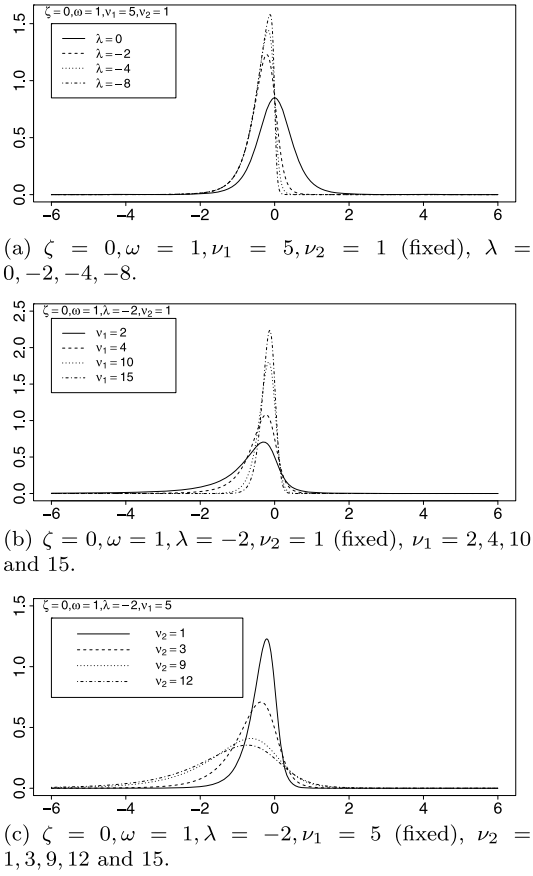 ζ=0,ω=1,ν₁=5,ν₂=1
1.5
1.0
0.5
0.0
λ=0
λ=−2
λ=−4
λ=−8
−6 −4 −2 0 2 4 6
(a) ζ = 0, ω = 1, ν₁ = 5, ν₂ = 1 (fixed), λ =
0, −2, −4, −8.
ζ=0,ω=1,λ=−2,ν₂=1
2.5
2.0
1.5
1.0
0.5
0.0
ν₁=2
ν₁=4
ν₁=10
ν₁=15
−6 −4 −2 0 2 4 6
(b) ζ = 0, ω = 1, λ = −2, ν₂ = 1 (fixed), ν₁ = 2, 4, 10
and 15.
ζ=0,ω=1,λ=−2,ν₁=5
1.5
1.0
0.5
0.0
ν₂=1
ν₂=3
ν₂=9
ν₂=12
−6 −4 −2 0 2 4 6
(c) ζ = 0, ω = 1, λ = −2, ν₁ = 5 (fixed), ν₂ =
1, 3, 9, 12 and 15.